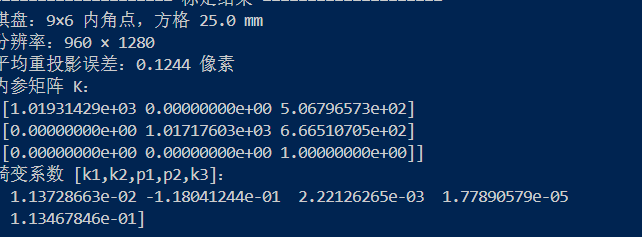 ==================== 标定结果 ====================
棋盘：9×6 内角点，方格 25.0 mm
分辨率：960 × 1280
平均重投影误差：0.1244 像素
内参矩阵 K：
[1.01931429e+03 0.00000000e+00 5.06796573e+02]
[0.00000000e+00 1.01717603e+03 6.66510705e+02]
[0.00000000e+00 0.00000000e+00 1.00000000e+00]]
畸变系数 [k1,k2,p1,p2,k3]：
1.13728663e-02 -1.18041244e-01 2.22126265e-03 1.77890579e-05
1.13467846e-01]